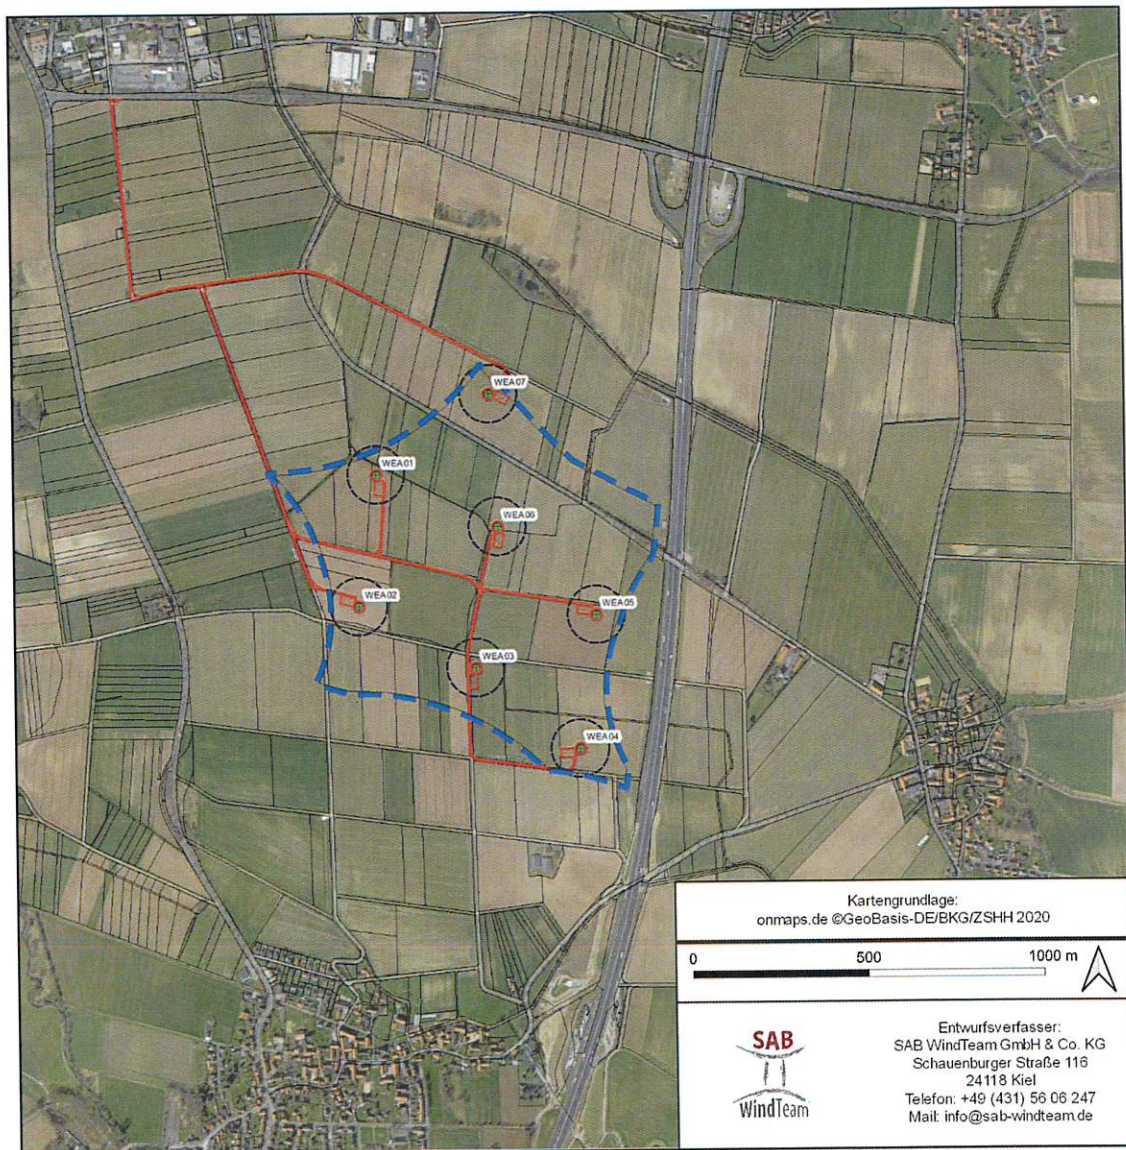 WEA07
WEA01
WEA06
WEA02
WEA05
WEA03
WEA04
Kartengrundlage:
onmaps.de ©GeoBasis-DE/BKG/ZSHH 2020
0 500 1000 m
SAB
WindTeam
Entwurfsverfasser:
SAB WindTeam GmbH & Co. KG
Schauenburger Straße 116
24118 Kiel
Telefon: +49 (431) 56 06 247
Mail: info@sab-windteam.de